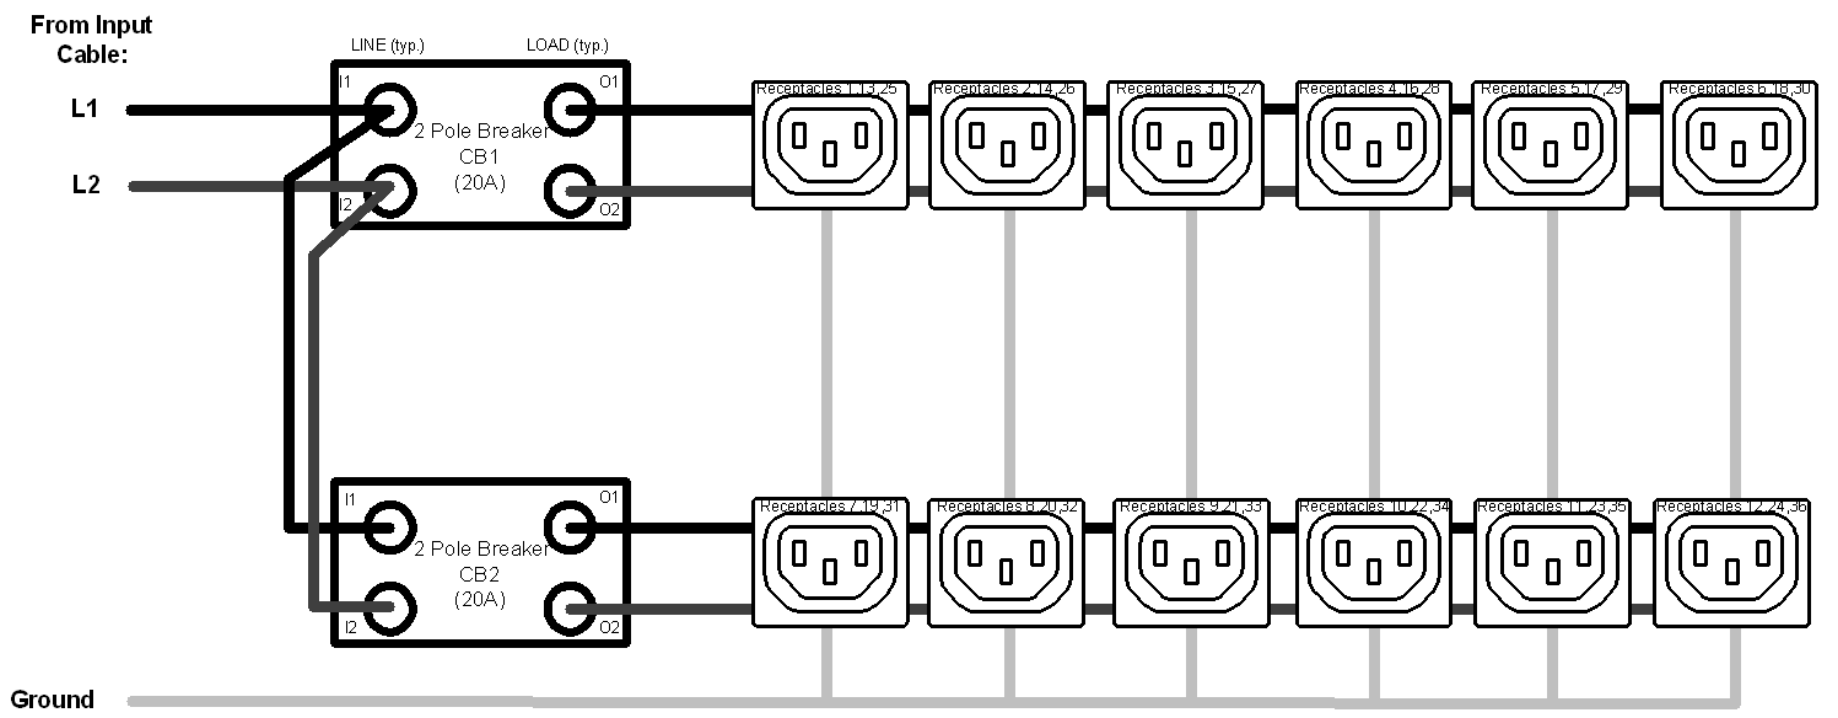 From Input
Cable:
LINE (typ.)
LOAD (typ.)
L1
L2
I1
O1
2 Pole Breaker
CB1
(20A)
I2
O2
Receptacles 1,13,25
Receptacles 2,14,26
Receptacles 3,15,27
Receptacles 4,16,28
Receptacles 5,17,29
Receptacles 6,18,30
I1
O1
2 Pole Breaker
CB2
(20A)
I2
O2
Receptacles 7,19,31
Receptacles 8,20,32
Receptacles 9,21,33
Receptacles 10,22,34
Receptacles 11,23,35
Receptacles 12,24,36
Ground